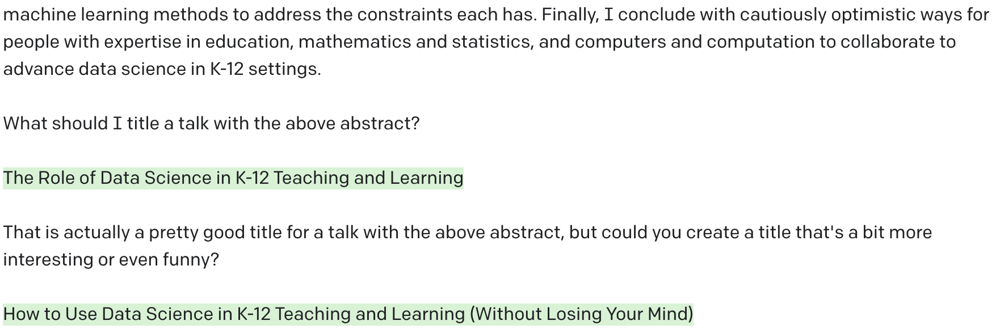 machine learning methods to address the constraints each has. Finally, I conclude with cautiously optimistic ways for
people with expertise in education, mathematics and statistics, and computers and computation to collaborate to
advance data science in K-12 settings.
What should I title a talk with the above abstract?
The Role of Data Science in K-12 Teaching and Learning
That is actually a pretty good title for a talk with the above abstract, but could you create a title that's a bit more
interesting or even funny?
How to Use Data Science in K-12 Teaching and Learning (Without Losing Your Mind)